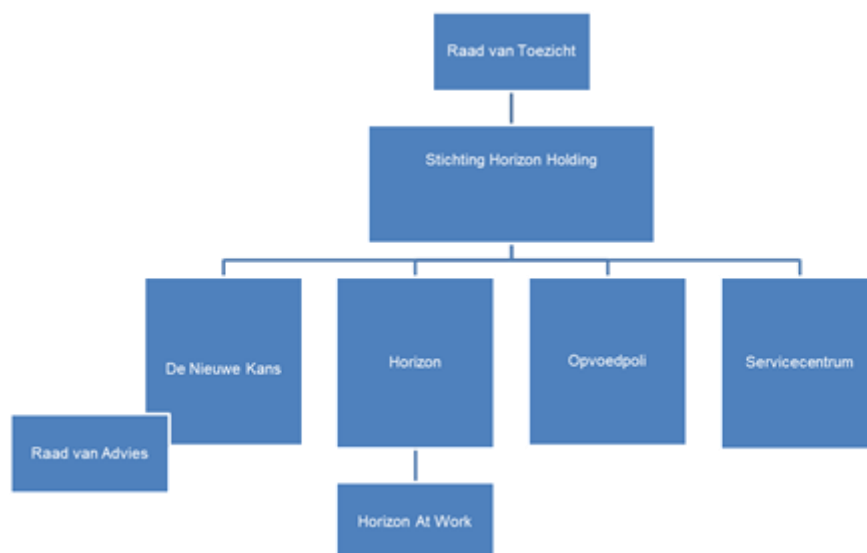 Raad van Toezicht
Stichting Horizon Holding
De Nieuwe Kans
Horizon
Opvoedpoli
Servicecentrum
Raad van Advies
Horizon At Work